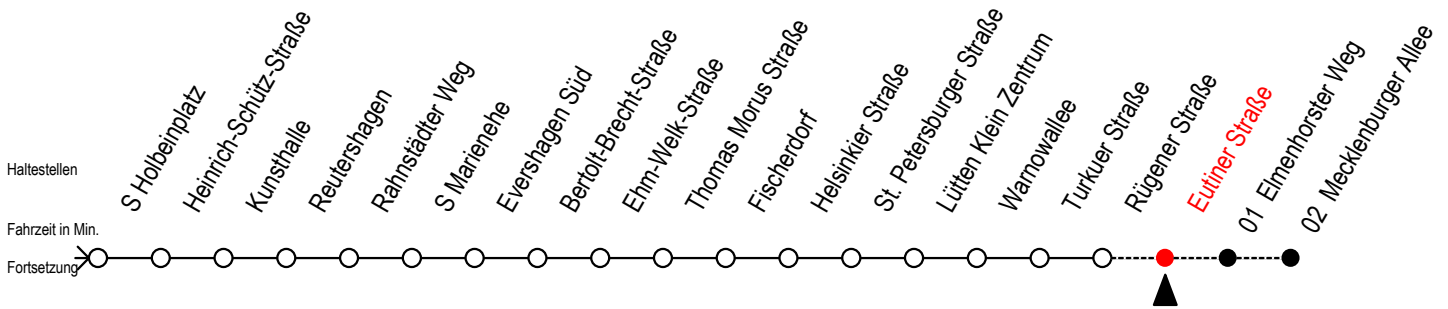 Haltestellen
Fahrzeit in Min.
Fortsetzung
S Holbeinplatz
Heinrich-Schütz-Straße
Kunsthalle
Reutershagen
Rahnstädter Weg
S Marienehe
Evershagen Süd
Bertolt-Brecht-Straße
Ehm-Welk-Straße
Thomas Morus Straße
Fischerdorf
Helsinkier Straße
St. Petersburger Straße
Lütten Klein Zentrum
Warnowallee
Turkuer Straße
Rügener Straße
Eutiner Straße
01 Elmenhorster Weg
02 Mecklenburger Allee